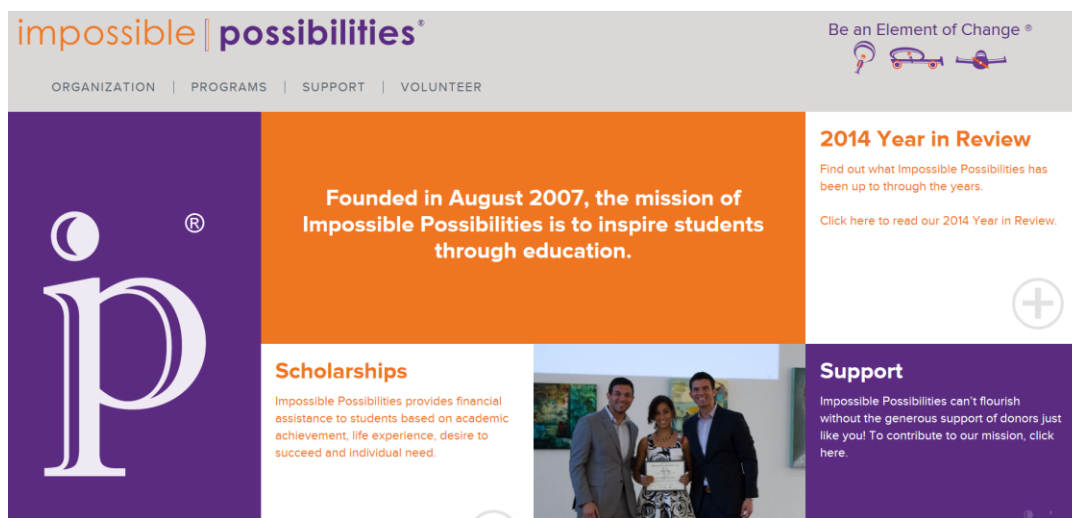 impossible | possibilities®
Be an Element of Change ®
ORGANIZATION | PROGRAMS | SUPPORT | VOLUNTEER
ip®
Founded in August 2007, the mission of
Impossible Possibilities is to inspire students
through education.
2014 Year in Review
Find out what Impossible Possibilities has
been up to through the years.
Click here to read our 2014 Year in Review.
Scholarships
Impossible Possibilities provides financial
assistance to students based on academic
achievement, life experience, desire to
succeed and individual need.
Support
Impossible Possibilities can't flourish
without the generous support of donors just
like you! To contribute to our mission, click
here.